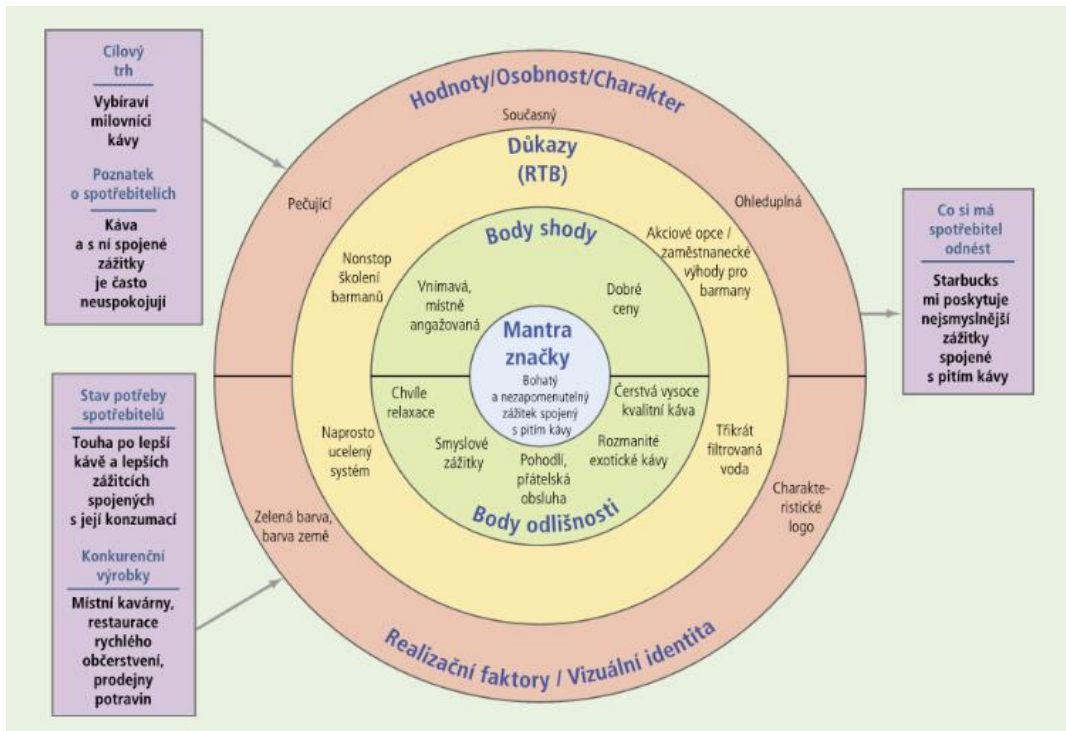 Cílový
trh
Vybíraví
milovníci
kávy
Poznatek
o spotřebitelích
Káva
a s ní spojené
zážitky
je často
neuspokojují
Stav potřeby
spotřebitelů
Touha po lepší
kávě a lepších
zážitcích
spojených
s její konzumací
Konkurenční
výrobky
Místní kavárny,
restaurace
rychlého
občerstvení,
prodejny
potravin
Hodnoty/Osobnost/Charakter
Současný
Pečující
Ohleduplná
Důkazy
(RTB)
Nonstop
školení
barmanů
Akciové opce /
zaměstnanecké
výhody pro
barmany
Body shody
Vnímavá,
místně
angažovaná
Dobré
ceny
Mantra
značky
Bohatý
a nezapomenutelný
zážitek spojený
s pitím kávy
Chvíle
relaxace
Smyslové
zážitky
Pohodlí,
přátelská
obsluha
Rozmanité
exotické kávy
Čerstvá vysoce
kvalitní káva
Body odlišnosti
Naprosto
ucelený
systém
Třikrát
filtrovaná
voda
Zelená barva,
barva země
Charakte-
ristické
logo
Realizační faktory / Vizuální identita
Co si má
spotřebitel
odnést
Starbucks
mi poskytuje
nejsmyslnější
zážitky
spojené
s pitím kávy